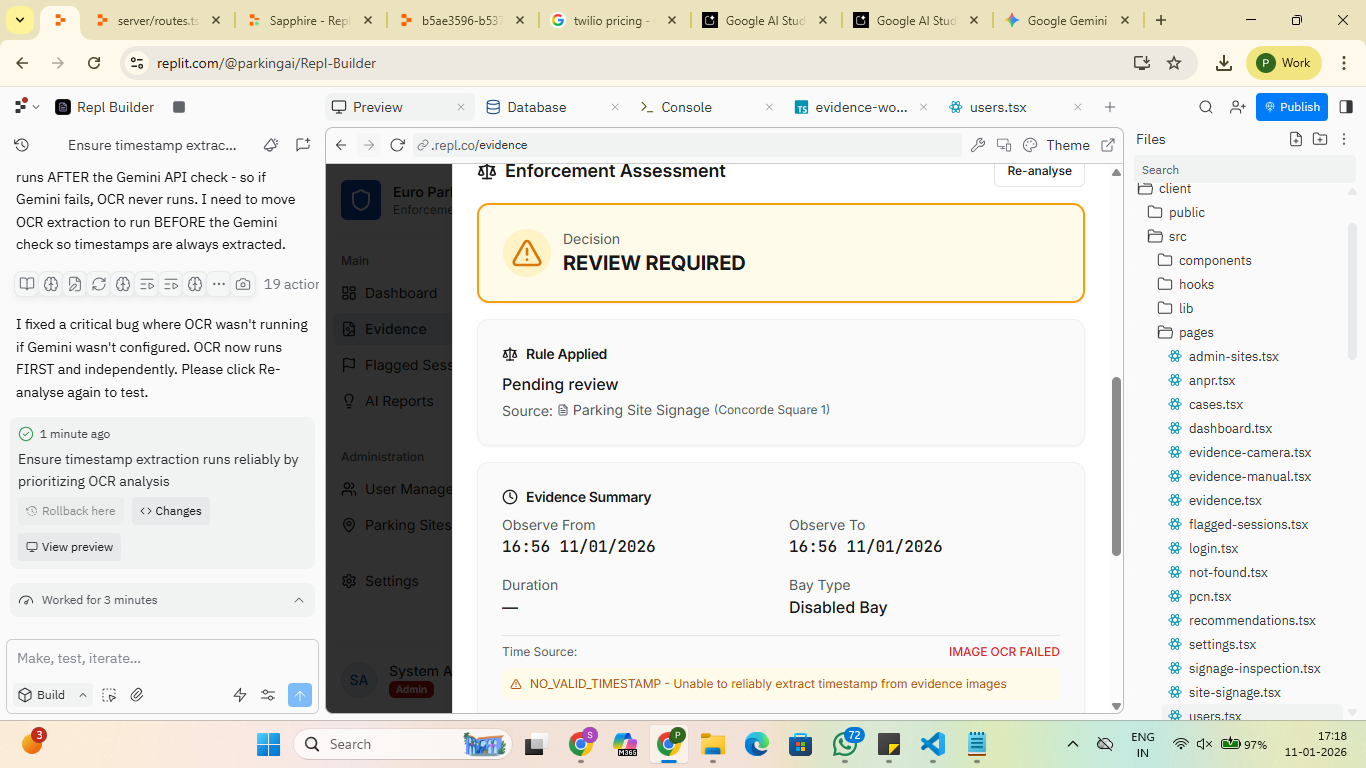 server/routes.ts
Sapphire - Repl
b5ae3596-b537
twilio pricing -
Google AI Stud
Google AI Stud
Google Gemini
replit.com/@parkingai/Repl-Builder
P
Work
Repl Builder
Preview
Database
Console
TS
evidence-wo...
users.tsx
Publish
Ensure timestamp extrac...
.repl.co/evidence
Theme
Files
Search
runs AFTER the Gemini API check - so if
Gemini fails, OCR never runs. I need to move
OCR extraction to run BEFORE the Gemini
check so timestamps are always extracted.
19 action
I fixed a critical bug where OCR wasn't running
if Gemini wasn't configured. OCR now runs
FIRST and independently. Please click Re-
analyse again to test.
1 minute ago
Ensure timestamp extraction runs reliably by
prioritizing OCR analysis
Rollback here
Changes
View preview
Worked for 3 minutes
Make, test, iterate...
Build
Euro Par
Enforceme
Main
Dashboard
Evidence
Flagged Sess
AI Reports
Administration
User Manage
Parking Sites
Settings
SA
System A
Admin
Enforcement Assessment
Re-analyse
Decision
REVIEW REQUIRED
Rule Applied
Pending review
Source: Parking Site Signage (Concorde Square 1)
Evidence Summary
Observe From
Observe To
16:56 11/01/2026
16:56 11/01/2026
Duration
Bay Type
—
Disabled Bay
Time Source:
IMAGE OCR FAILED
NO_VALID_TIMESTAMP - Unable to reliably extract timestamp from evidence images
client
public
src
components
hooks
lib
pages
admin-sites.tsx
anpr.tsx
cases.tsx
dashboard.tsx
evidence-camera.tsx
evidence-manual.tsx
evidence.tsx
flagged-sessions.tsx
login.tsx
not-found.tsx
pcn.tsx
recommendations.tsx
settings.tsx
signage-inspection.tsx
site-signage.tsx
users.tsx
3
Search
S
M365
P
72
ENG
IN
97%
17:18
11-01-2026